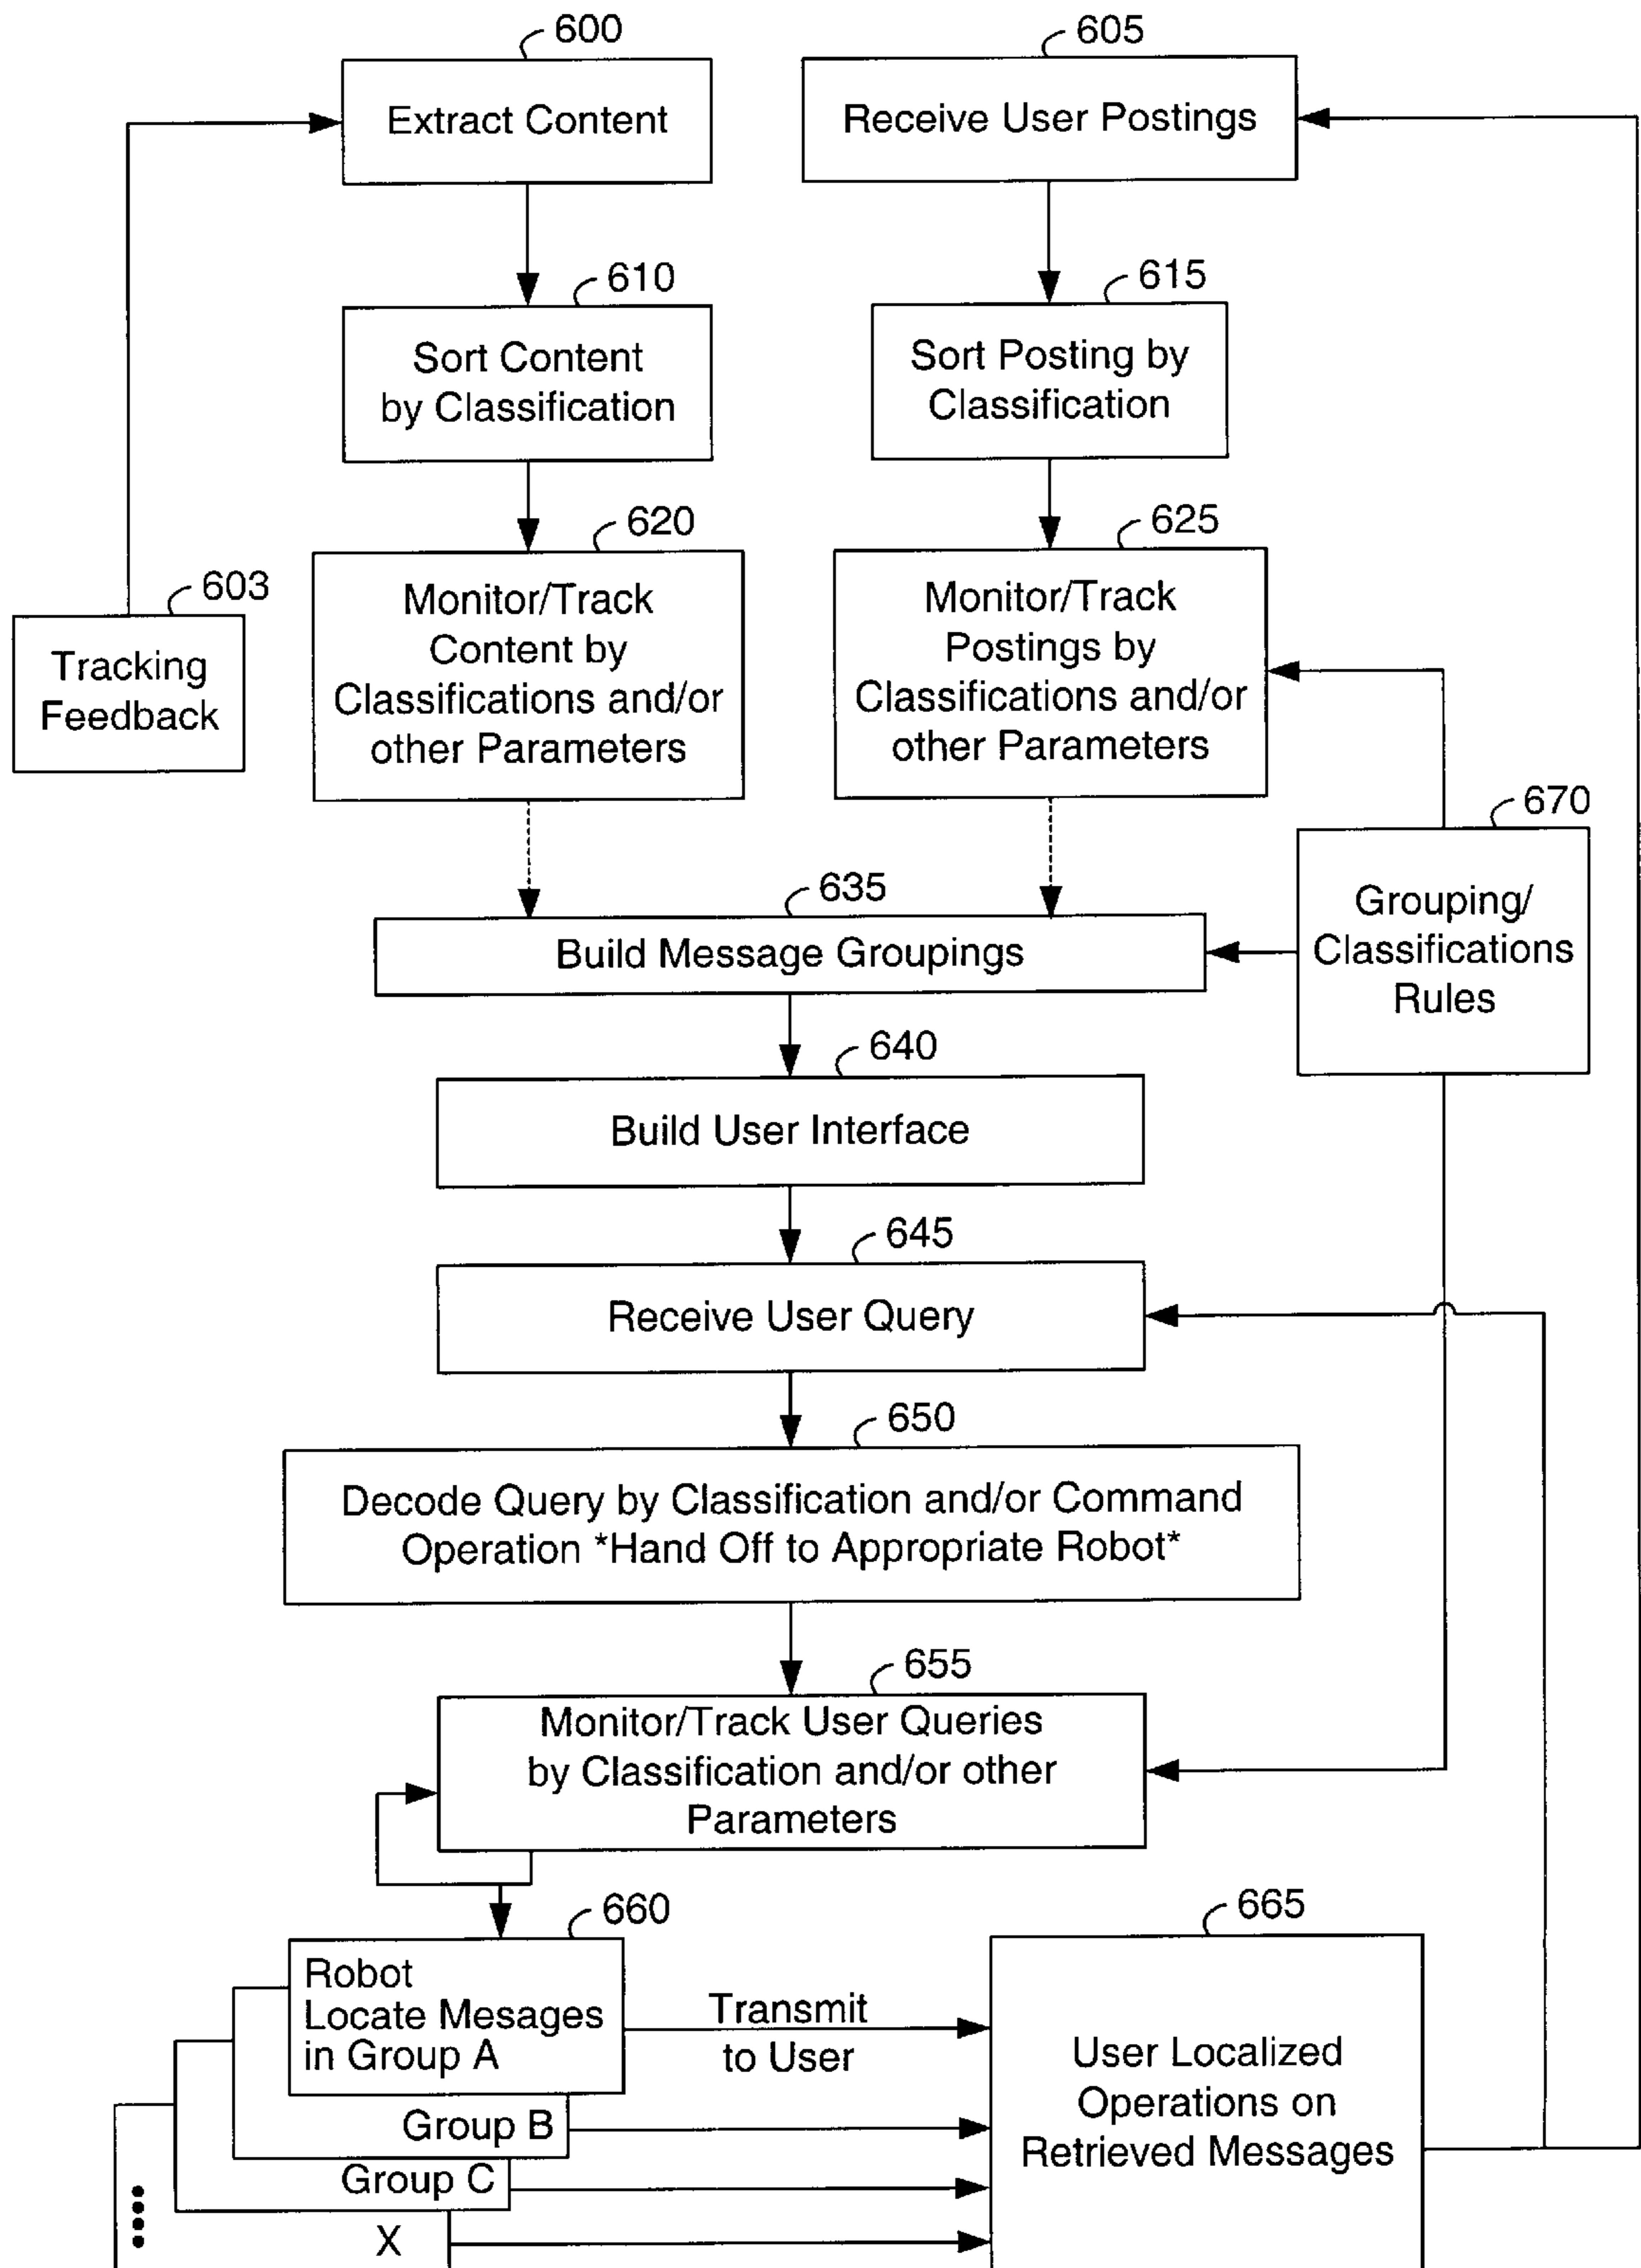 600
Extract Content
605
Receive User Postings
610
Sort Content
by Classification
615
Sort Posting by
Classification
620
Monitor/Track
Content by
Classifications and/or
other Parameters
625
Monitor/Track
Postings by
Classifications and/or
other Parameters
603
Tracking
Feedback
670
Grouping/
Classifications
Rules
635
Build Message Groupings
640
Build User Interface
645
Receive User Query
650
Decode Query by Classification and/or Command
Operation *Hand Off to Appropriate Robot*
655
Monitor/Track User Queries
by Classification and/or other
Parameters
660
Robot
Locate Mesages
in Group A
Group B
Group C
X
Transmit
to User
665
User Localized
Operations on
Retrieved Messages